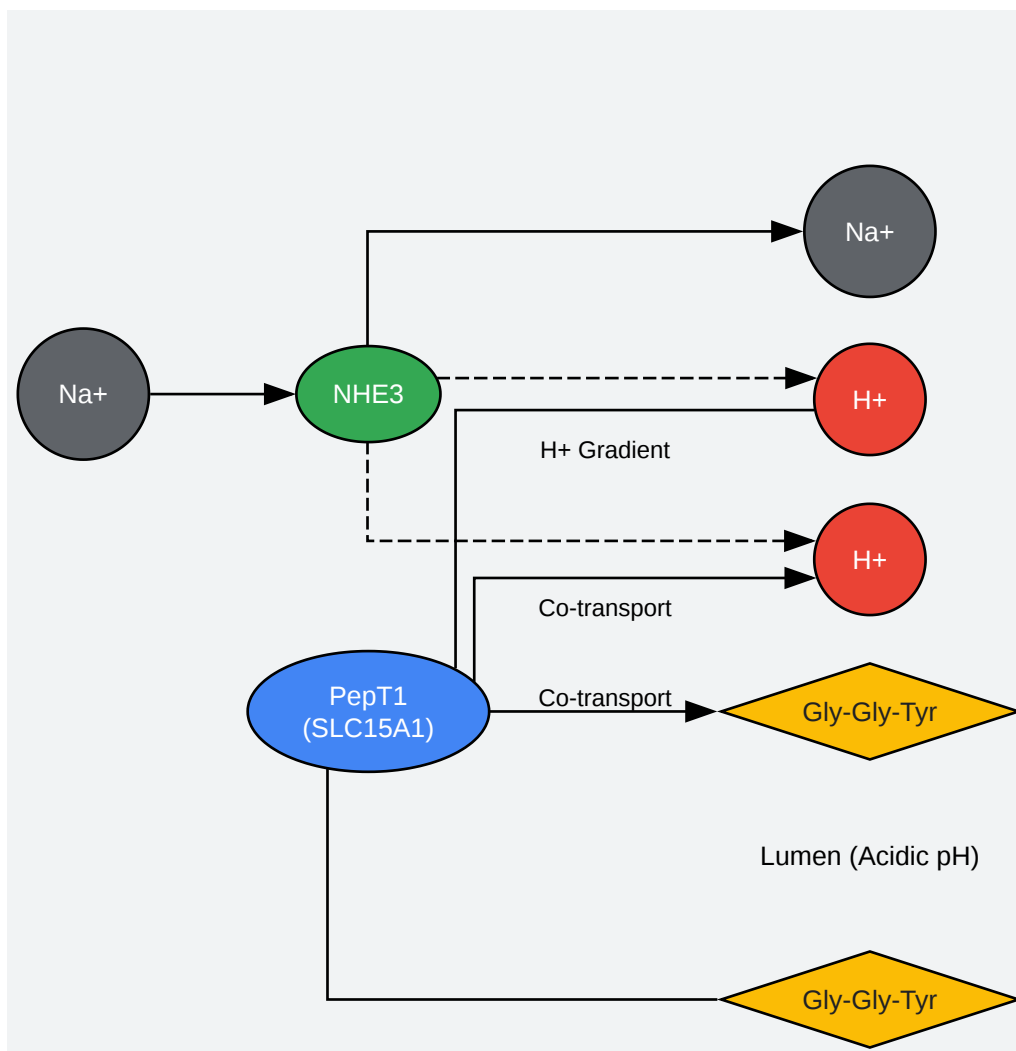 Na+
Na+
NHE3
H+
H+ Gradient
H+
Co-transport
PepT1
(SLC15A1)
Co-transport
Gly-Gly-Tyr
Lumen (Acidic pH)
Gly-Gly-Tyr